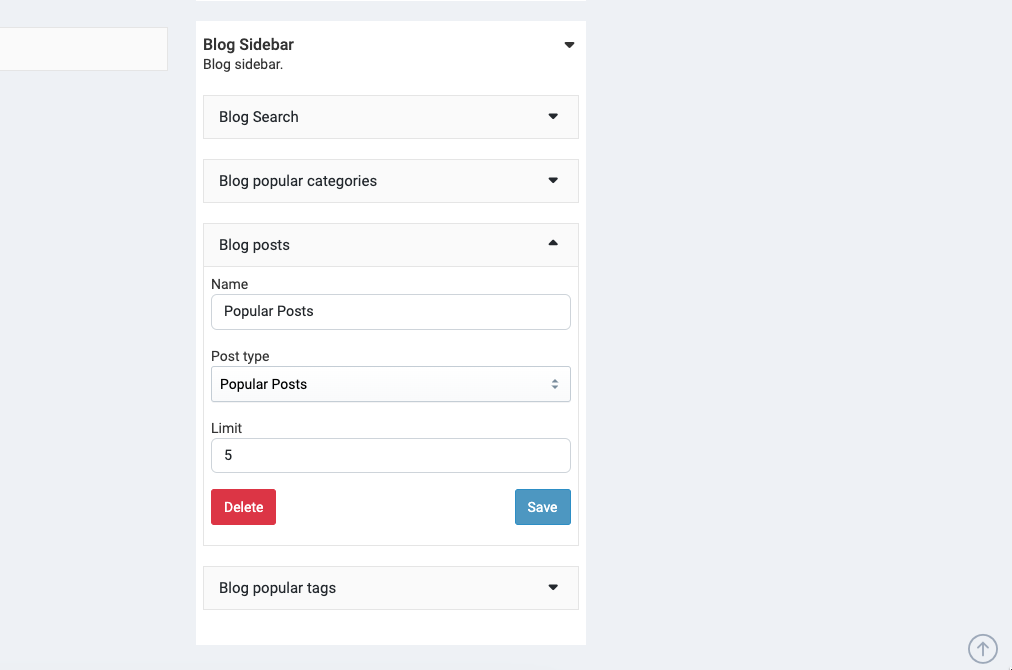 Blog Sidebar
Blog sidebar.
Blog Search
Blog popular categories
Blog posts
Name
Popular Posts
Post type
Popular Posts
Limit
5
Delete Save
Blog popular tags